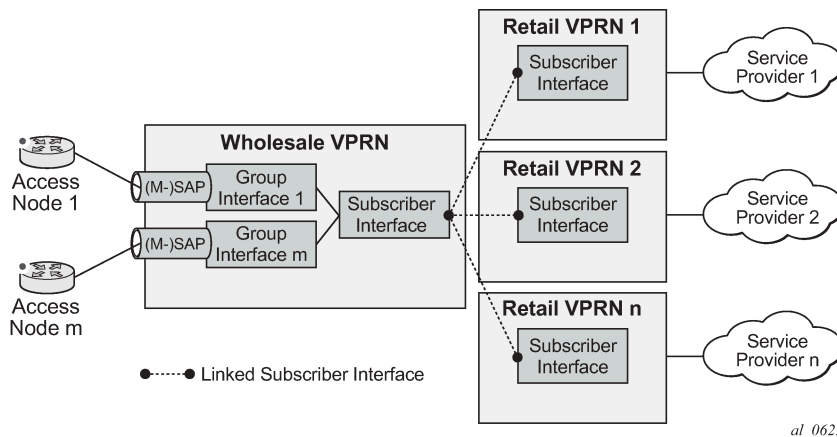 Retail VPRN 1
Subscriber
Interface
Service
Provider 1
Wholesale VPRN
Access
Node 1
(M-)SAP
Group
Interface 1
Subscriber
Interface
(M-)SAP
Group
Interface m
Access
Node m
Retail VPRN 2
Subscriber
Interface
Service
Provider 2
Retail VPRN n
Subscriber
Interface
Service
Provider n
Linked Subscriber Interface